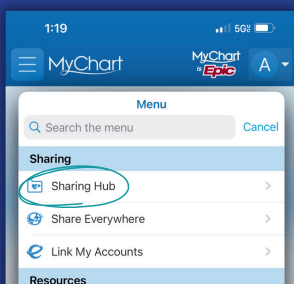 1:19
5G
MyChart
MyChart
is Epic
A
Menu
Search the menu
Cancel
Sharing
Sharing Hub
Share Everywhere
Link My Accounts
Resources